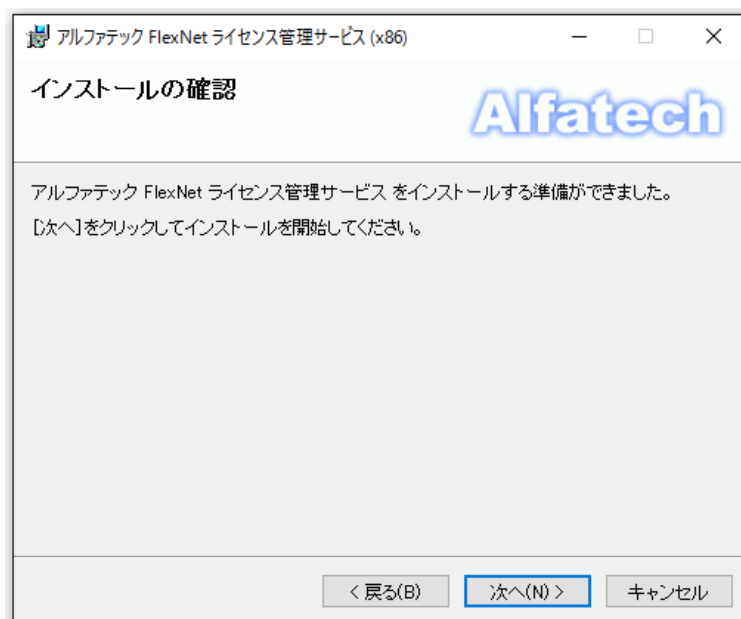 アルファテック FlexNet ライセンス管理サービス (x86)
インストールの確認
Alfatech
アルファテック FlexNet ライセンス管理サービス をインストールする準備ができました。
[次へ]をクリックしてインストールを開始してください。
< 戻る(B)
次へ(N) >
キャンセル